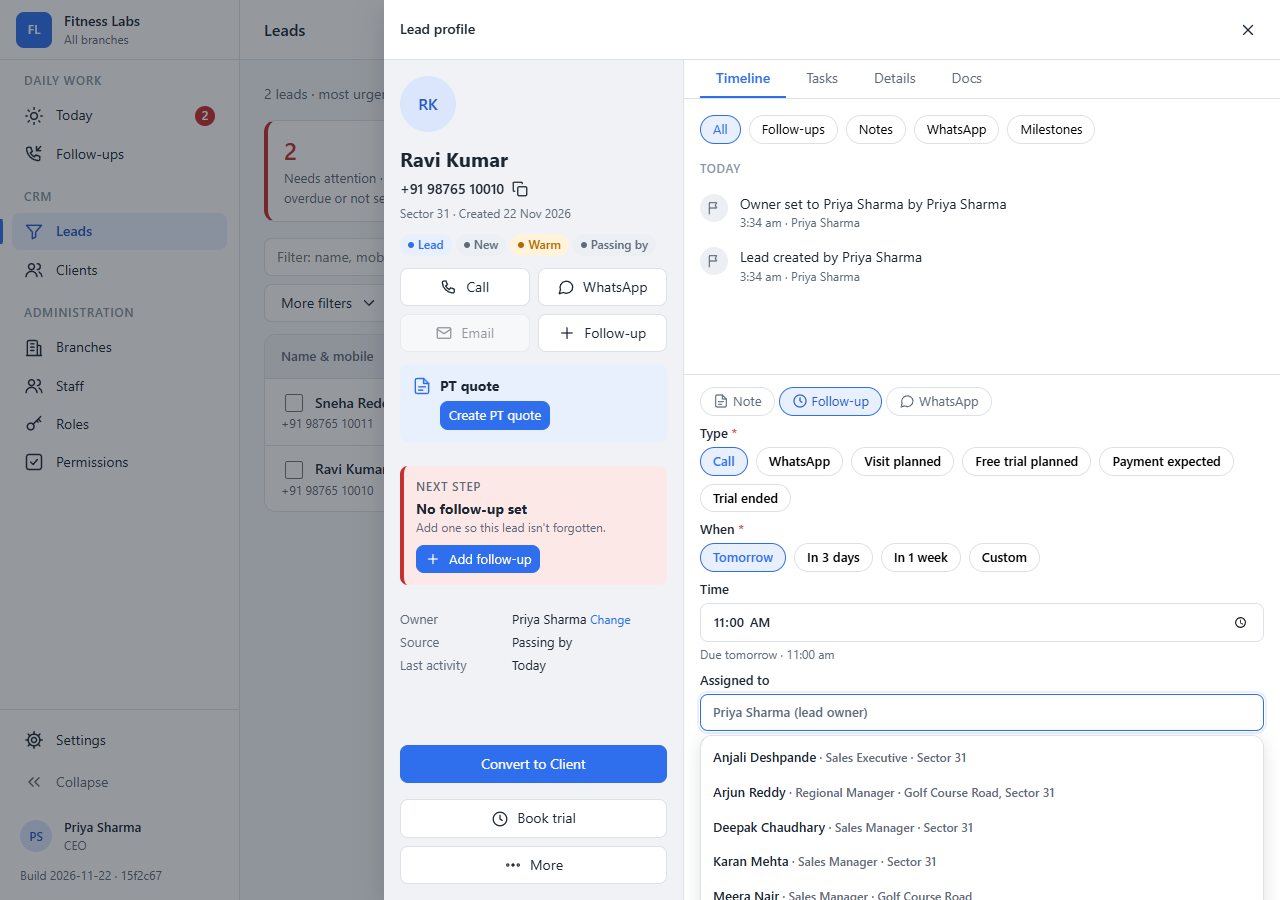 FL
Fitness Labs
All branches
DAILY WORK
Today
2
Follow-ups
CRM
Leads
Clients
ADMINISTRATION
Branches
Staff
Roles
Permissions
Settings
Collapse
PS
Priya Sharma
CEO
Build 2026-11-22 · 15f2c67
Leads
2 leads · most
2
Needs attention ·
overdue or not
Filter: name,
More filters
Name & mobile
Sneha
+91 98765 10011
Ravi
+91 98765 10010
Lead profile
RK
Ravi Kumar
+91 98765 10010
Sector 31 · Created 22 Nov 2026
Lead
New
Warm
Passing by
Call
WhatsApp
Email
Follow-up
PT quote
Create PT quote
NEXT STEP
No follow-up set
Add one so this lead isn't forgotten.
Add follow-up
Owner Priya Sharma Change
Source Passing by
Last activity Today
Convert to Client
Book trial
More
Timeline Tasks Details Docs
All Follow-ups Notes WhatsApp Milestones
TODAY
Owner set to Priya Sharma by Priya Sharma
3:34 am · Priya Sharma
Lead created by Priya Sharma
3:34 am · Priya Sharma
Note Follow-up WhatsApp
Type *
Call WhatsApp Visit planned Free trial planned Payment expected
Trial ended
When *
Tomorrow In 3 days In 1 week Custom
Time
11:00 AM
Due tomorrow · 11:00 am
Assigned to
Priya Sharma (lead owner)
Anjali Deshpande · Sales Executive · Sector 31
Arjun Reddy · Regional Manager · Golf Course Road, Sector 31
Deepak Chaudhary · Sales Manager · Sector 31
Karan Mehta · Sales Manager · Sector 31
Meera Nair · Sales Manager · Golf Course Road